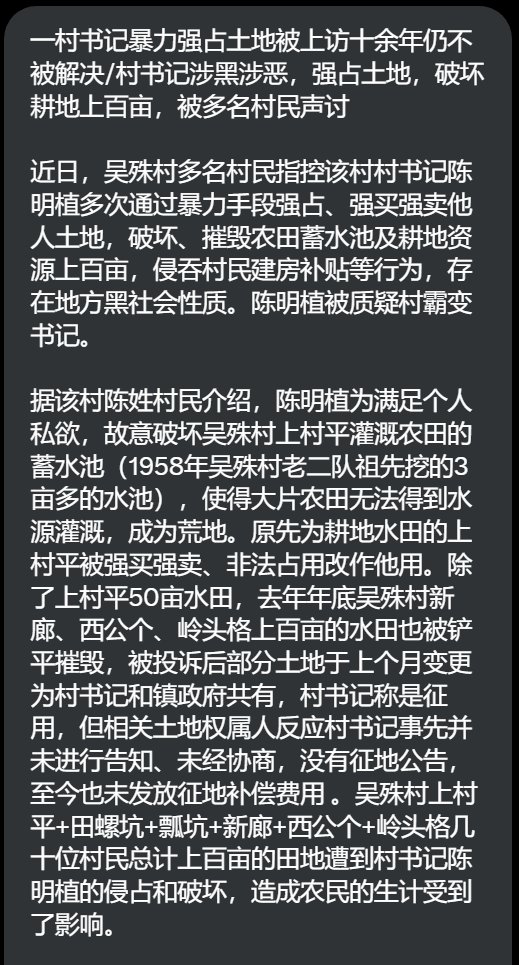 一村书记暴力强占土地被上访十余年仍不
被解决/村书记涉黑涉恶，强占土地，破坏
耕地上百亩，被多名村民声讨
近日，吴殊村多名村民指控该村村书记陈
明植多次通过暴力手段强占、强买强卖他
人土地，破坏、摧毁农田蓄水池及耕地资
源上百亩，侵吞村民建房补贴等行为，存
在地方黑社会性质。陈明植被质疑村霸变
书记。
据该村陈姓村民介绍，陈明植为满足个人
私欲，故意破坏吴殊村上村平灌溉农田的
蓄水池（1958年吴殊村老二队祖先挖的3
亩多的水池），使得大片农田无法得到水
源灌溉，成为荒地。原先为耕地水田的上
村平被强买强卖、非法占用改作他用。除
了上村平50亩水田，去年年底吴殊村新
廊、西公个、岭头格上百亩的水田也被铲
平摧毁，被投诉后部分土地于上个月变更
为村书记和镇政府共有，村书记称是征
用，但相关土地权属人反应村书记事先并
未进行告知、未经协商，没有征地公告，
至今也未发放征地补偿费用 。吴殊村上村
平+田螺坑+瓢坑+新廊+西公个+岭头格几
十位村民总计上百亩的田地遭到村书记陈
明植的侵占和破坏，造成农民的生计受到
了影响。